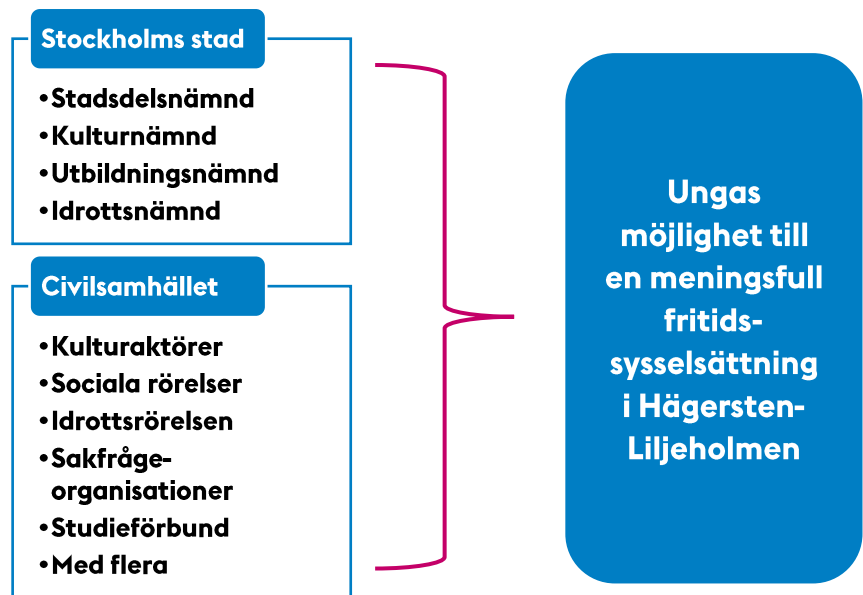 Stockholms stad
•Stadsdelsnämnd
•Kulturnämnd
•Utbildningsnämnd
•Idrottsnämnd
Civilsamhället
•Kulturaktörer
•Sociala rörelser
•Idrottsrörelsen
•Sakfråge-
organisationer
•Studieförbund
•Med flera
Ungas
möjlighet till
en meningsfull
fritids-
sysselsättning
i Hägersten-
Liljeholmen